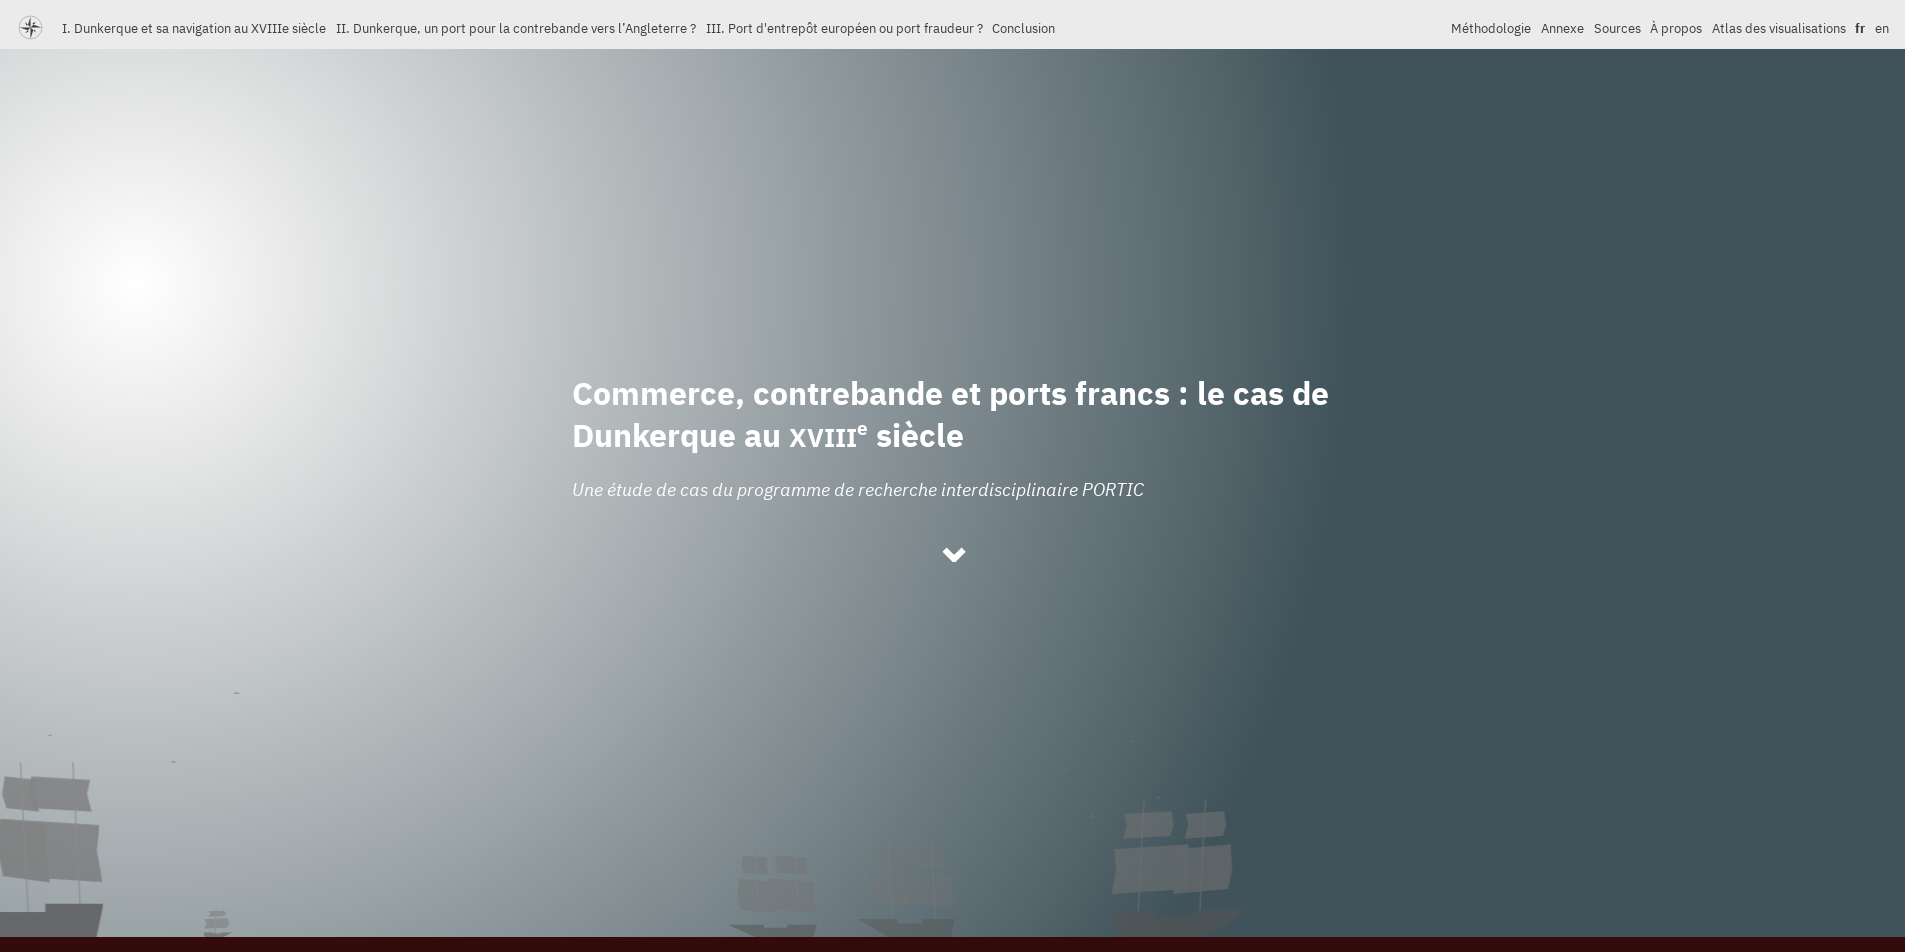 I. Dunkerque et sa navigation au XVIIIe siècle II. Dunkerque, un port pour la contrebande vers l’Angleterre ? III. Port d'entrepôt européen ou port fraudeur ? Conclusion Méthodologie Annexe Sources À propos Atlas des visualisations fr en
Commerce, contrebande et ports francs : le cas de
Dunkerque au XVIIIe siècle
Une étude de cas du programme de recherche interdisciplinaire PORTIC